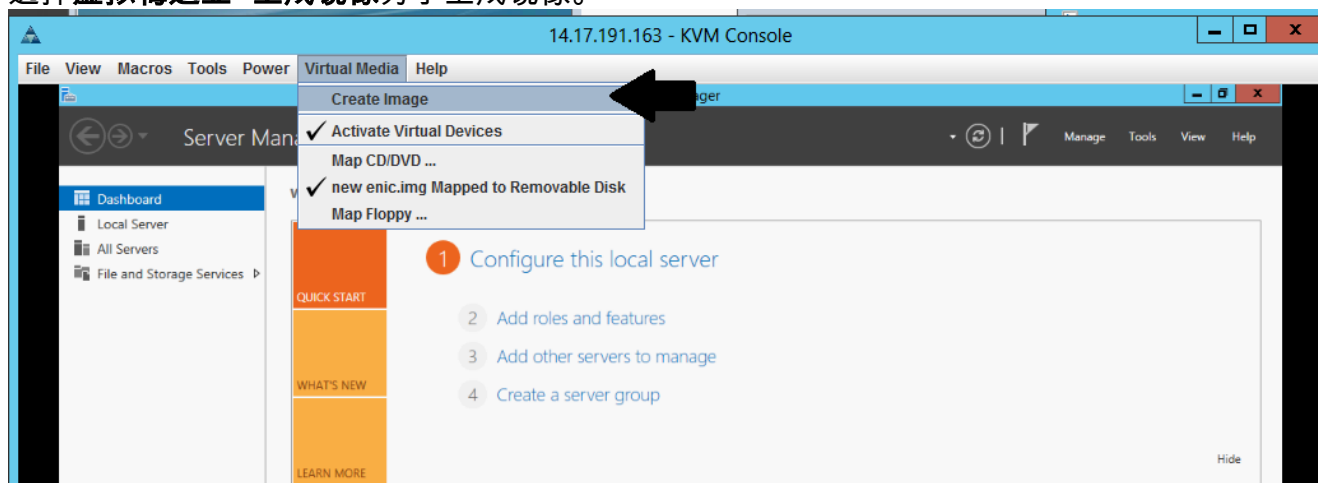 14.17.191.163 - KVM Console
File View Macros Tools Power Virtual Media Help
Create Image
ager
✓ Activate Virtual Devices
Map CD/DVD ...
✓ new enic.img Mapped to Removable Disk
Map Floppy ...
Server Man
Manage Tools View Help
Dashboard
Local Server
All Servers
File and Storage Services
QUICK START
WHAT'S NEW
LEARN MORE
1 Configure this local server
2 Add roles and features
3 Add other servers to manage
4 Create a server group
Hide